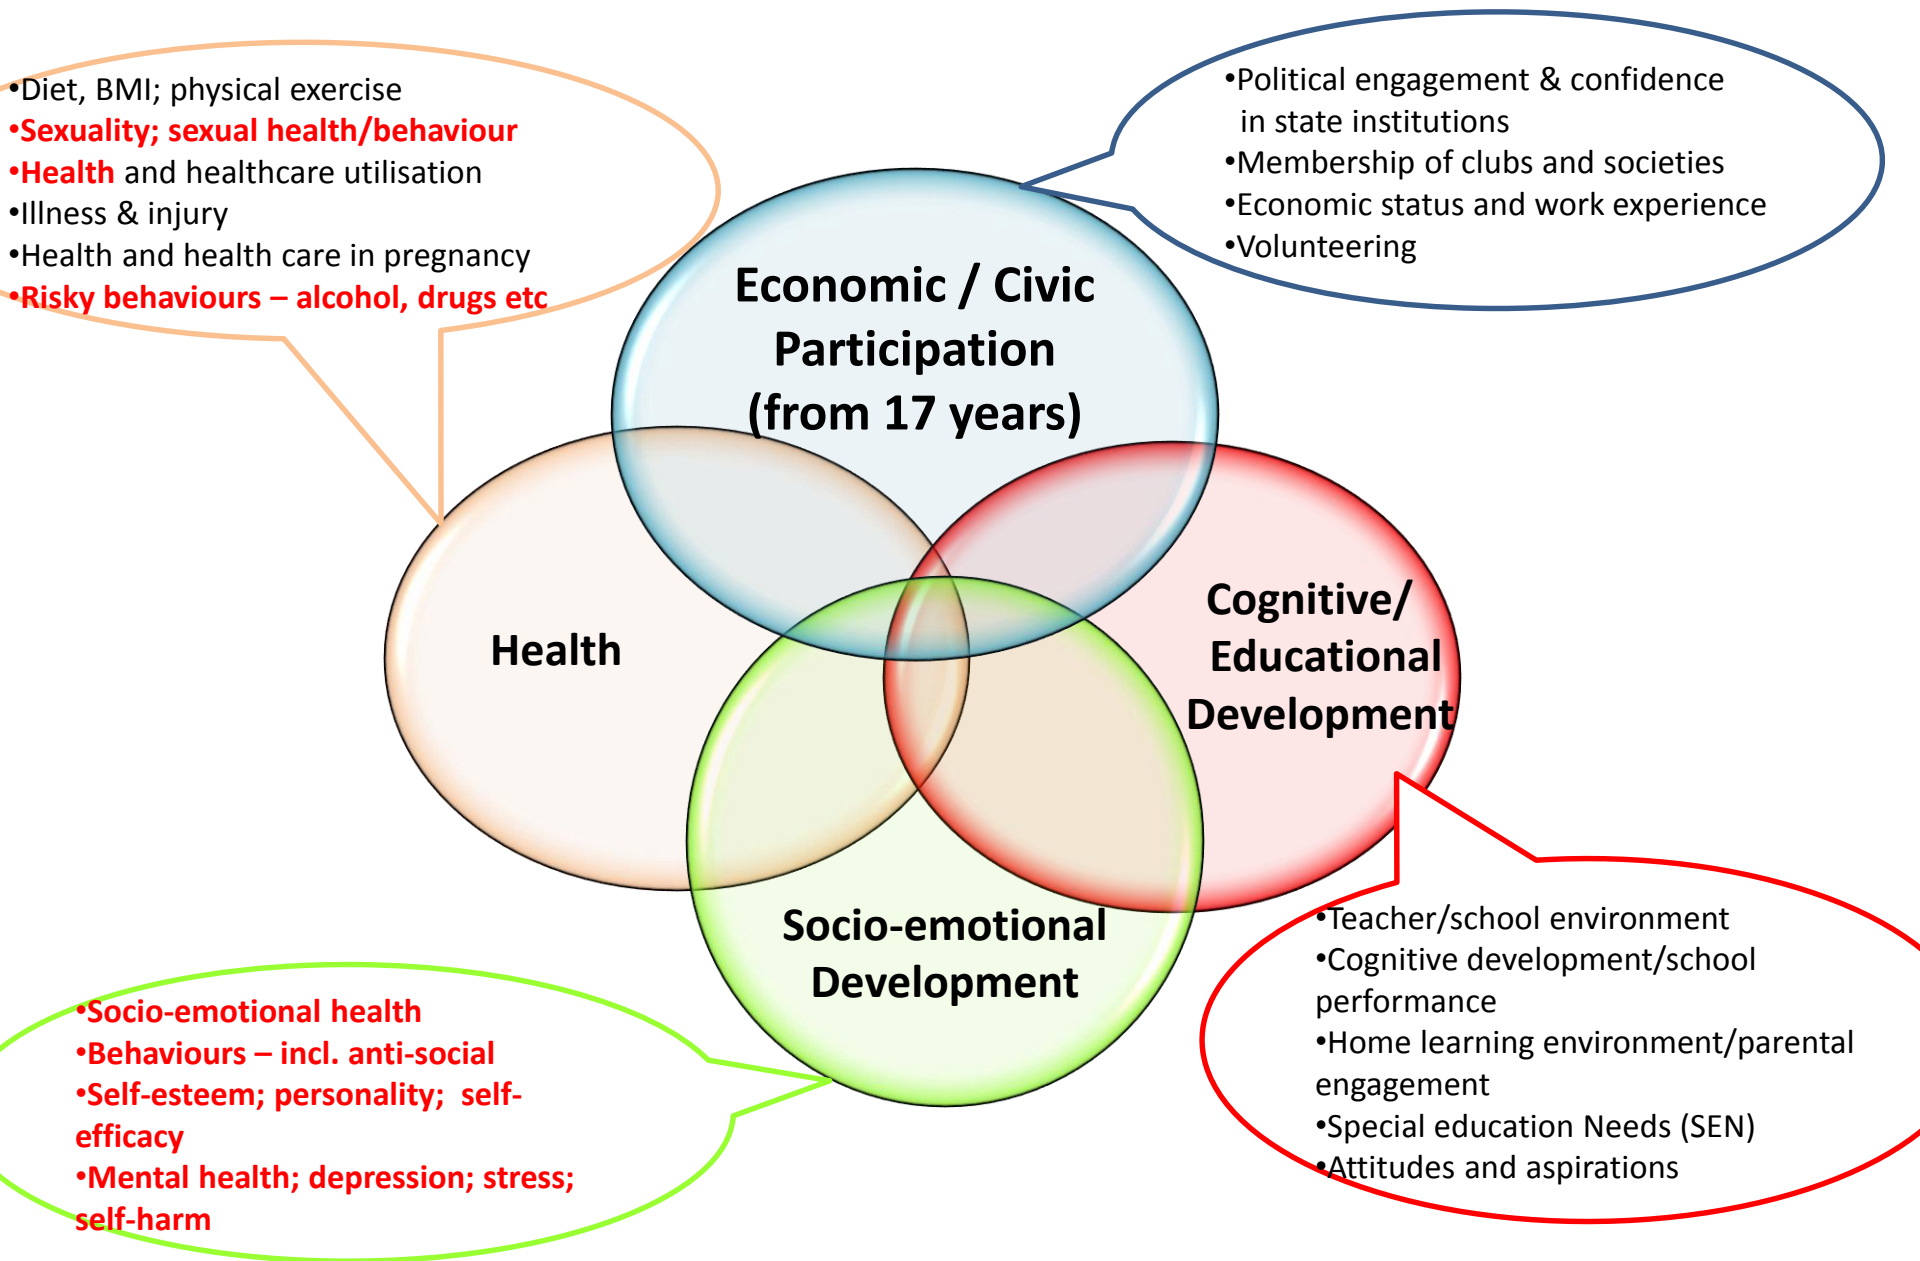 •Diet, BMI; physical exercise
•Sexuality; sexual health/behaviour
•Health and healthcare utilisation
•Illness & injury
•Health and health care in pregnancy
•Risky behaviours – alcohol, drugs etc
•Political engagement & confidence
in state institutions
•Membership of clubs and societies
•Economic status and work experience
•Volunteering
Economic / Civic
Participation
(from 17 years)
Health
Cognitive/
Educational
Development
Socio-emotional
Development
•Socio-emotional health
•Behaviours – incl. anti-social
•Self-esteem; personality; self-
efficacy
•Mental health; depression; stress;
self-harm
•Teacher/school environment
•Cognitive development/school
performance
•Home learning environment/parental
engagement
•Special education Needs (SEN)
•Attitudes and aspirations